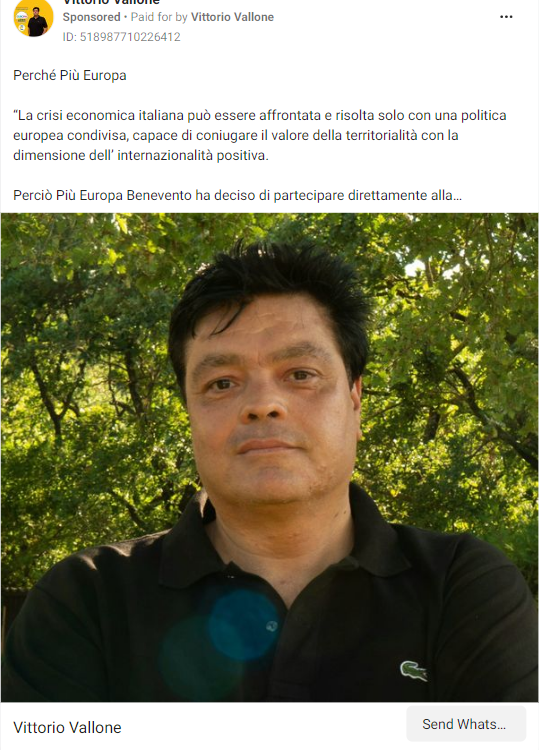 Vittorio Vallone
Sponsored • Paid for by Vittorio Vallone
ID: 518987710226412
Perché Più Europa
“La crisi economica italiana può essere affrontata e risolta solo con una politica
europea condivisa, capace di coniugare il valore della territorialità con la
dimensione dell’ internazionalità positiva.
Perciò Più Europa Benevento ha deciso di partecipare direttamente alla...
Vittorio Vallone
Send Whats...